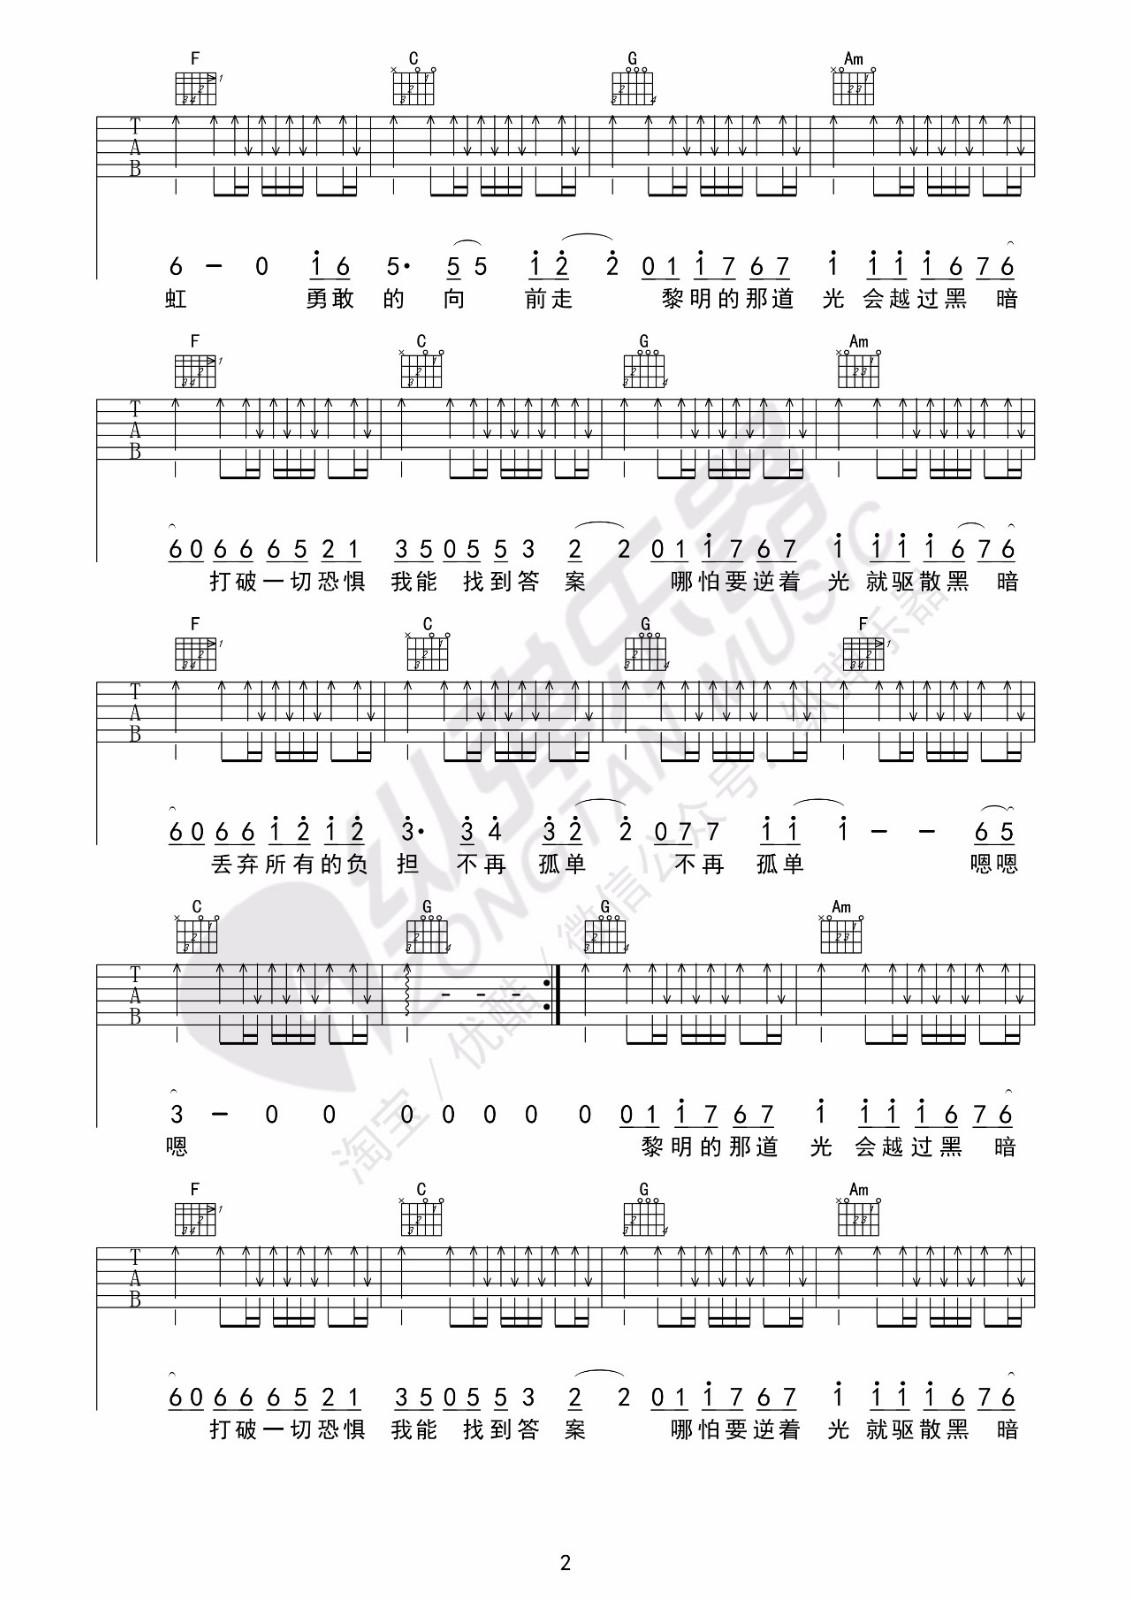 F C G Am
T
A
B
6 - 0 1 6 5· 5 5 1 2 2 0 1 1 7 6 7 1 1 1 1 6 7 6
虹 勇敢 的 向 前走 黎明的那道 光 会越过黑 暗
F C G Am
T
A
B
6 0 6 6 6 5 2 1 3 5 0 5 5 3 2 2 0 1 1 7 6 7 1 1 1 1 6 7 6
打破一切恐惧 我能 找到答 案 哪怕要逆着 光 就驱散黑 暗
F C G F
T
A
B
6 0 6 6 1 2 1 2 3· 3 4 3 2 2 0 7 7 1 1 1 - - 6 5
丢弃所有的负 担 不再 孤单 不再 孤单 嗯嗯
C G G Am
T
A
B
3 - 0 0 0 0 0 0 0 0 1 1 7 6 7 1 1 1 1 6 7 6
嗯 黎明的那道 光 会越过黑 暗
F C G Am
T
A
B
6 0 6 6 6 5 2 1 3 5 0 5 5 3 2 2 0 1 1 7 6 7 1 1 1 1 6 7 6
打破一切恐惧 我能 找到答 案 哪怕要逆着 光 就驱散黑 暗
纵弹乐器
ZONGTAN MUSIC
淘宝/优酷/微信公众号：纵弹乐器
2